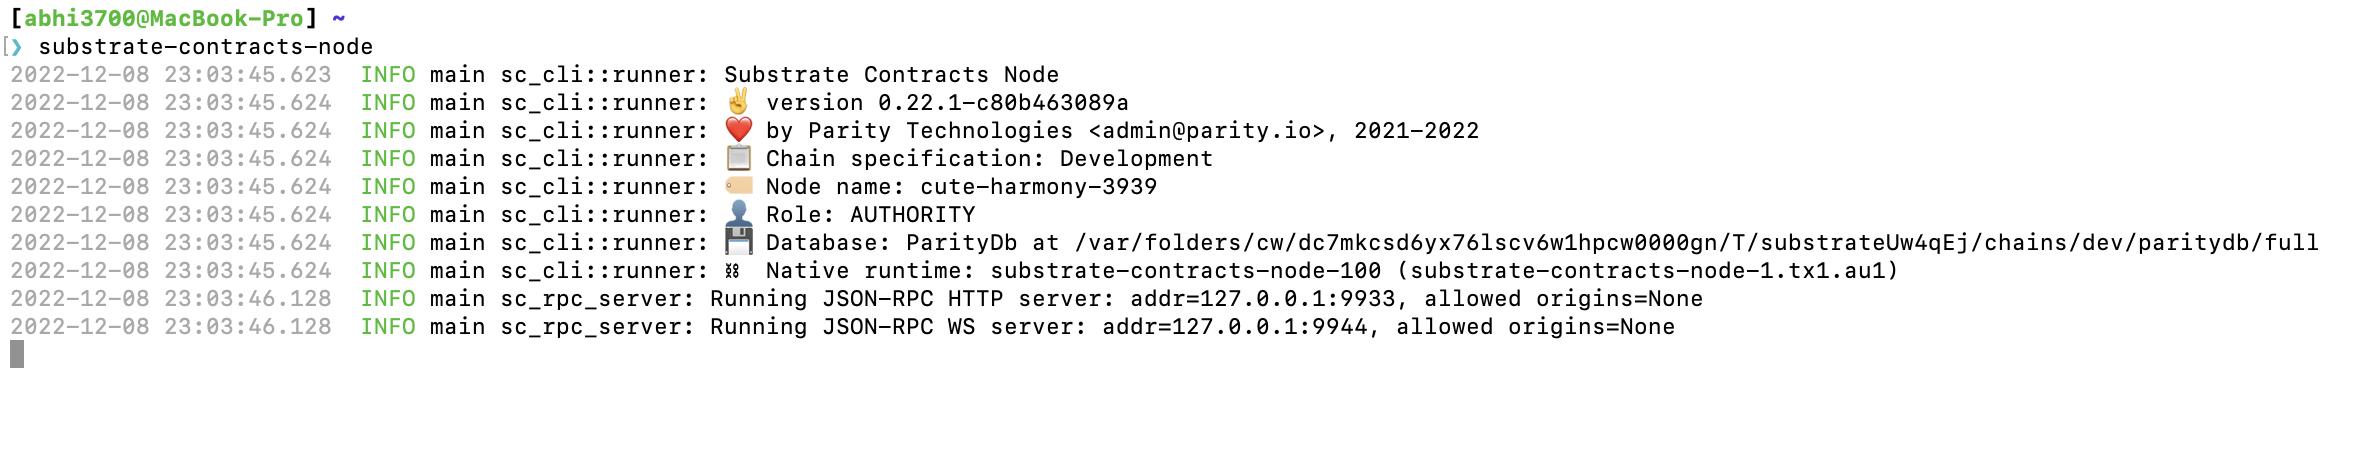 [abhi3700@MacBook-Pro] ~
[❯ substrate-contracts-node
2022-12-08 23:03:45.623  INFO main sc_cli::runner: Substrate Contracts Node
2022-12-08 23:03:45.624  INFO main sc_cli::runner: ✌️ version 0.22.1-c80b463089a
2022-12-08 23:03:45.624  INFO main sc_cli::runner: ❤️ by Parity Technologies <admin@parity.io>, 2021-2022
2022-12-08 23:03:45.624  INFO main sc_cli::runner: 📋 Chain specification: Development
2022-12-08 23:03:45.624  INFO main sc_cli::runner: 🏷 Node name: cute-harmony-3939
2022-12-08 23:03:45.624  INFO main sc_cli::runner: 👤 Role: AUTHORITY
2022-12-08 23:03:45.624  INFO main sc_cli::runner: 💾 Database: ParityDb at /var/folders/cw/dc7mkcsd6yx76lscv6w1hpcw0000gn/T/substrateUw4qEj/chains/dev/paritydb/full
2022-12-08 23:03:45.624  INFO main sc_cli::runner: ⛓ Native runtime: substrate-contracts-node-100 (substrate-contracts-node-1.tx1.au1)
2022-12-08 23:03:46.128  INFO main sc_rpc_server: Running JSON-RPC HTTP server: addr=127.0.0.1:9933, allowed origins=None
2022-12-08 23:03:46.128  INFO main sc_rpc_server: Running JSON-RPC WS server: addr=127.0.0.1:9944, allowed origins=None